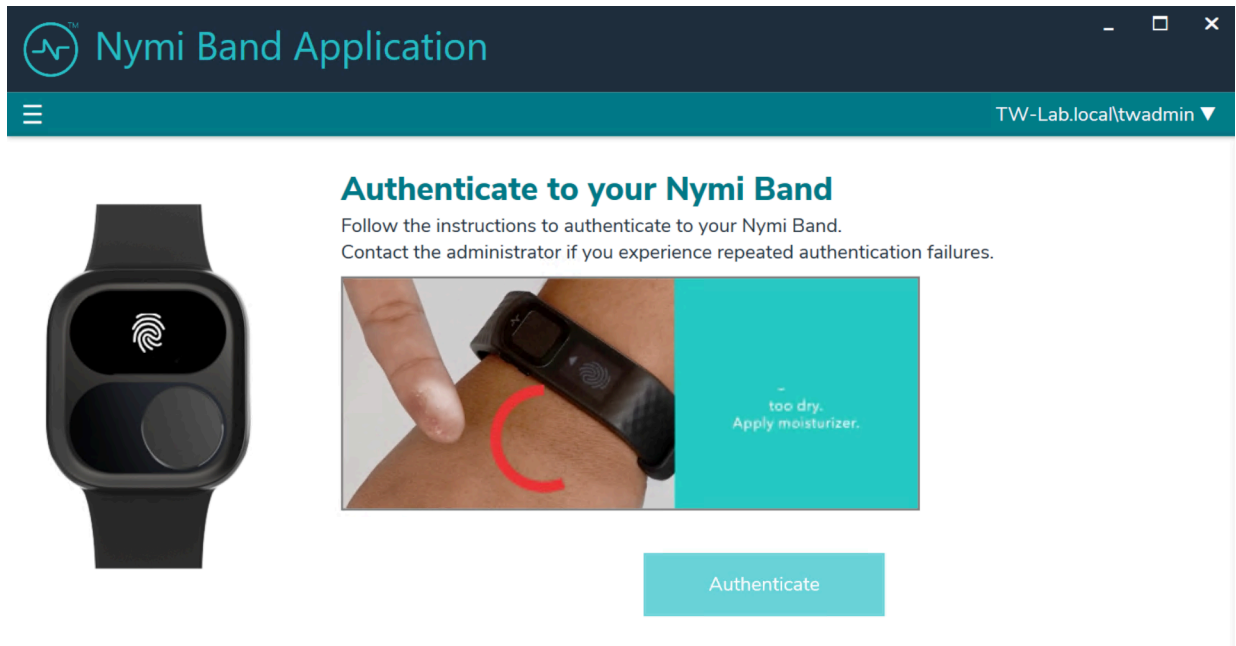 Nymi Band Application
TM
TW-Lab.local\twadmin ▼
Authenticate to your Nymi Band
Follow the instructions to authenticate to your Nymi Band.
Contact the administrator if you experience repeated authentication failures.
too dry.
Apply moisturizer.
Authenticate